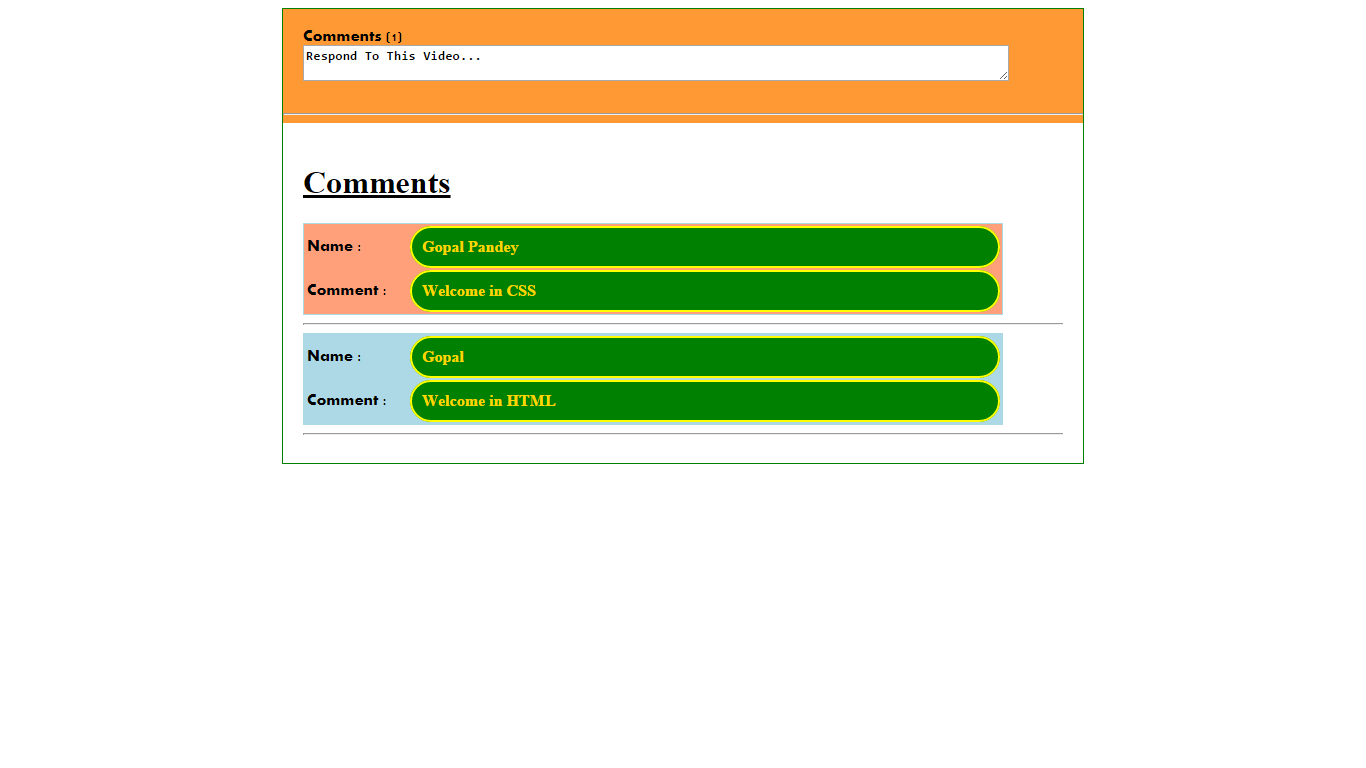 Comments (1)
Respond To This Video...
Comments
Name : Gopal Pandey
Comment : Welcome in CSS
Name : Gopal
Comment : Welcome in HTML